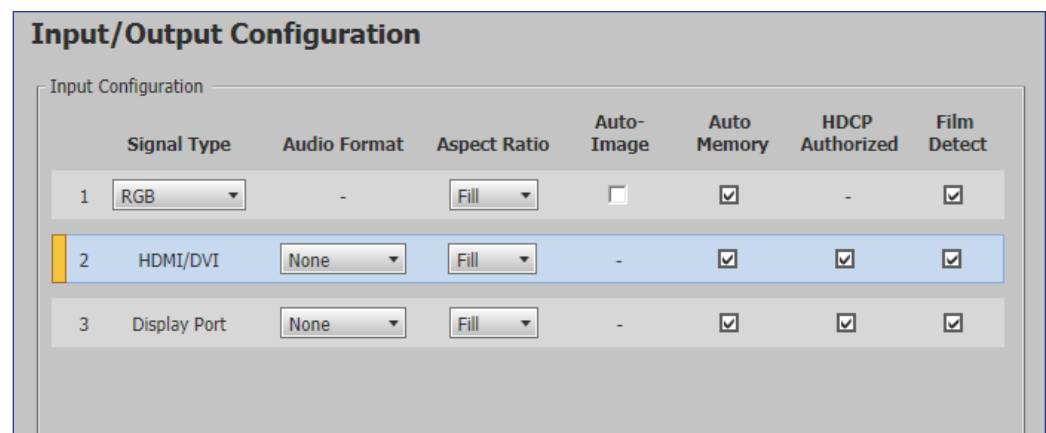 Input/Output Configuration
Input Configuration
Signal Type Audio Format Aspect Ratio Auto-Image Auto Memory HDCP Authorized Film Detect
1 RGB - Fill -
2 HDMI/DVI None Fill -
3 Display Port None Fill -